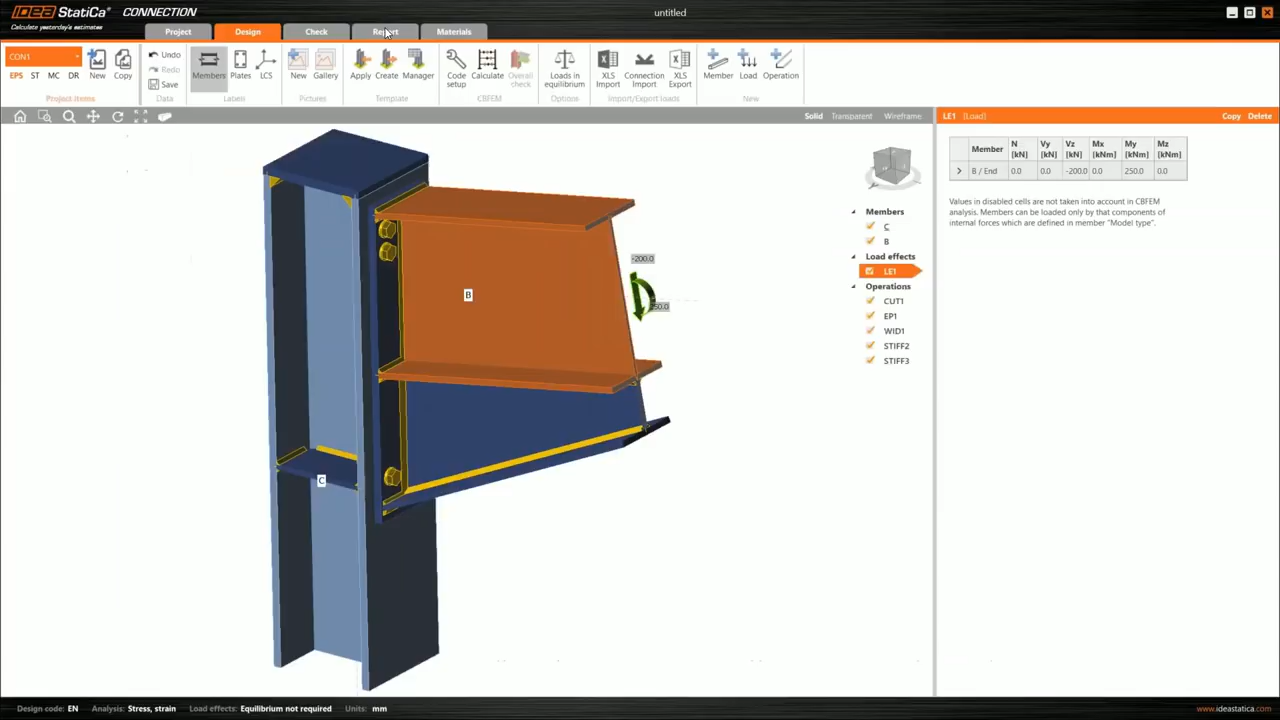 IDEA StatiCa® CONNECTION
Calculate yesterday's estimates
untitled
Project Design Check Report Materials
CON1
EPS ST MC DR
New Copy
Project items
Undo
Redo
Save
Data
Members Plates LCS
Labels
New Gallery
Pictures
Apply Create Manager
Template
Code setup Calculate Overall check
CBFEM
Loads in equilibrium
Options
XLS Import Connection Import XLS Export
Import/Export loads
Member Load Operation
New
Solid Transparent Wireframe
LE1 [Load] Copy Delete
Member N [kN] Vy [kN] Vz [kN] Mx [kNm] My [kNm] Mz [kNm]
> B / End 0.0 0.0 -200.0 0.0 250.0 0.0
Values in disabled cells are not taken into account in CBFEM
analysis. Members can be loaded only by that components of
internal forces which are defined in member "Model type".
Members
C
B
Load effects
LE1
Operations
CUT1
EP1
WID1
STIFF2
STIFF3
-200.0
B
C
Design code: EN Analysis: Stress, strain Load effects: Equilibrium not required Units: mm
www.ideastatica.com